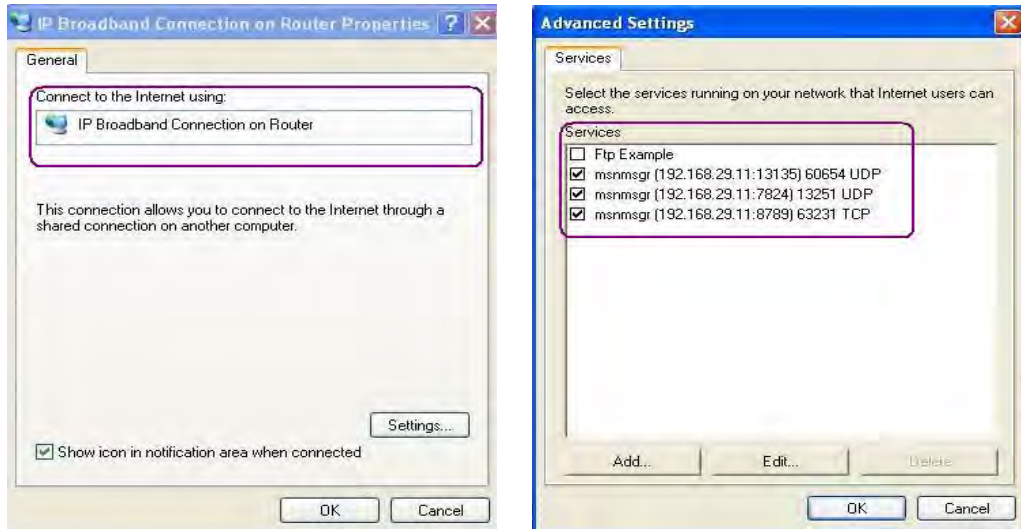 IP Broadband Connection on Router Properties
General
Connect to the Internet using:
IP Broadband Connection on Router
This connection allows you to connect to the Internet through a
shared connection on another computer.
Settings...
Show icon in notification area when connected
OK Cancel
Advanced Settings
Services
Select the services running on your network that Internet users can
access.
Services
Ftp Example
msnmsgr (192.168.29.11:13135) 60654 UDP
msnmsgr (192.168.29.11:7824) 13251 UDP
msnmsgr (192.168.29.11:8789) 63231 TCP
Add... Edit... Delete
OK Cancel